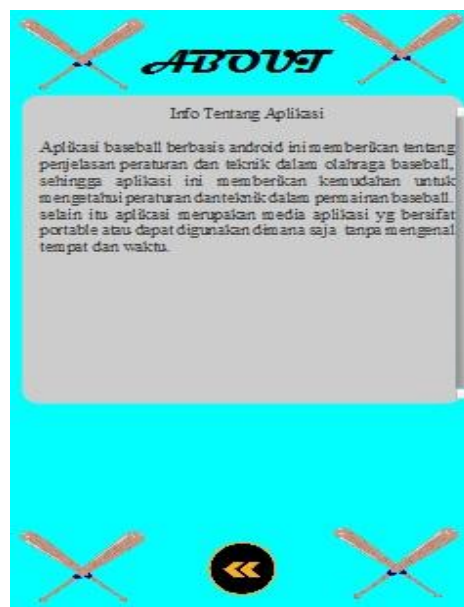 ABOUT
Info Tentang Aplikasi
Aplikasi baseball berbasis android ini memberikan tentang
penjelasan peraturan dan teknik dalam olahraga baseball,
sehingga aplikasi ini memberikan kemudahan untuk
mengetahui peraturan dan teknik dalam permainan baseball.
selain itu aplikasi merupakan media aplikasi yg bersifat
portable atau dapat digunakan dimana saja tanpa mengenal
tempat dan waktu.